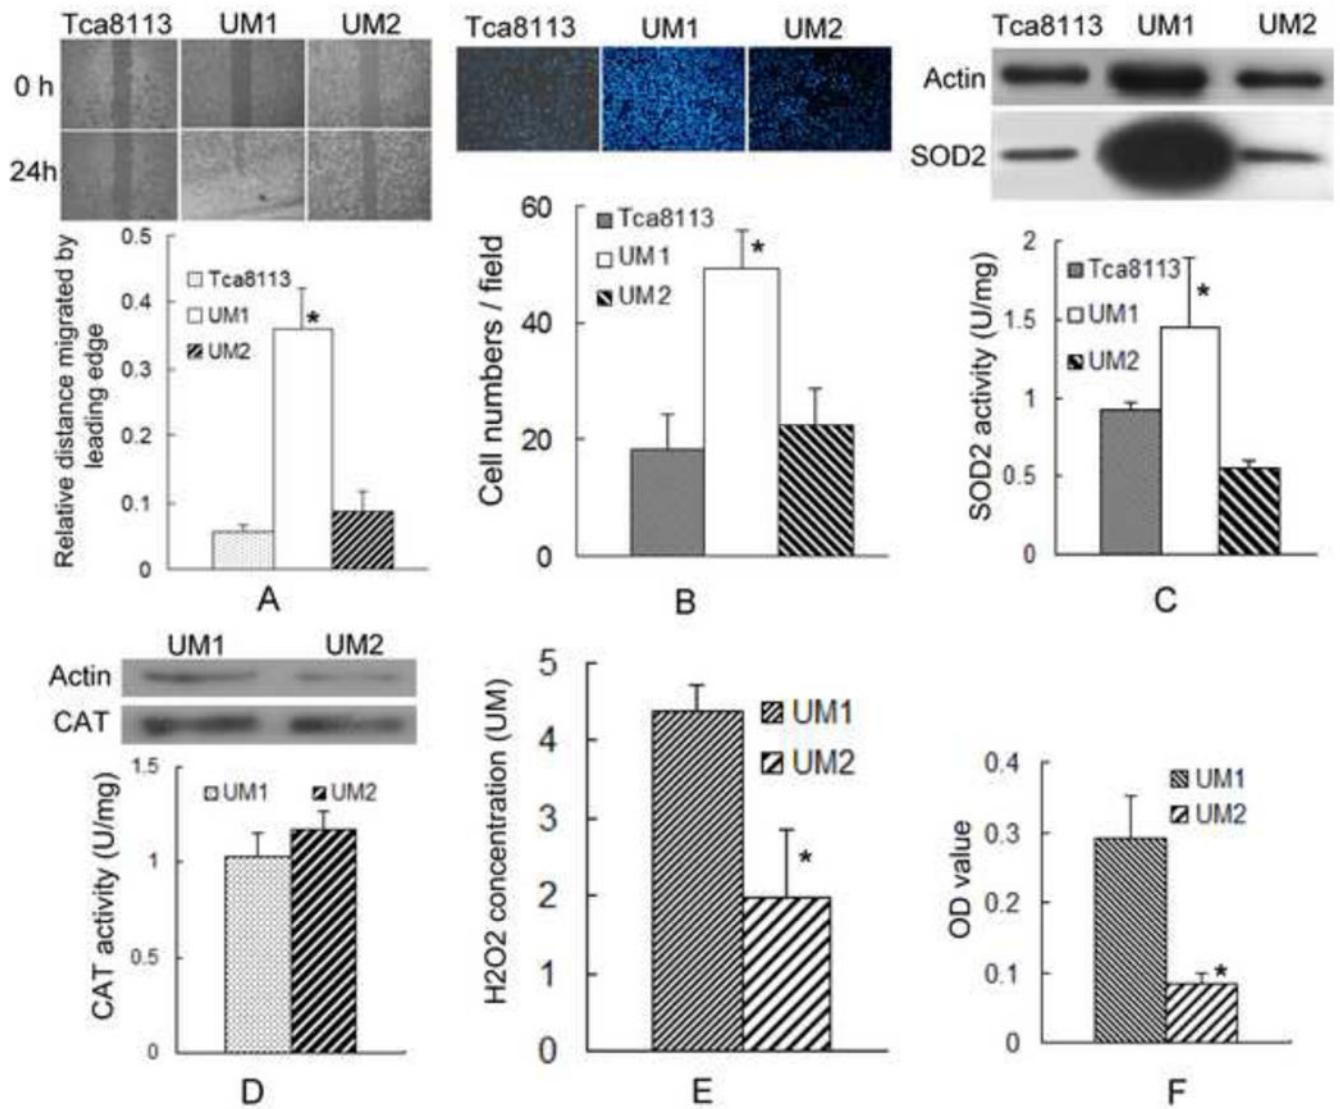 Tca8113 UM1 UM2
0 h
24h
Relative distance migrated by
leading edge
0.5
0.4
0.3
0.2
0.1
0
Tca8113
UM1
UM2
*
A
Tca8113 UM1 UM2
Cell numbers / field
60
40
20
0
Tca8113
UM1
UM2
*
B
Tca8113 UM1 UM2
Actin
SOD2
SOD2 activity (U/mg)
2
1.5
1
0.5
0
Tca8113
UM1
UM2
*
C
UM1 UM2
Actin
CAT
CAT activity (U/mg)
1.5
1
0.5
0
UM1 UM2
D
H2O2 concentration (UM)
5
4
3
2
1
0
UM1
UM2
*
E
OD value
0.4
0.3
0.2
0.1
0
UM1
UM2
*
F